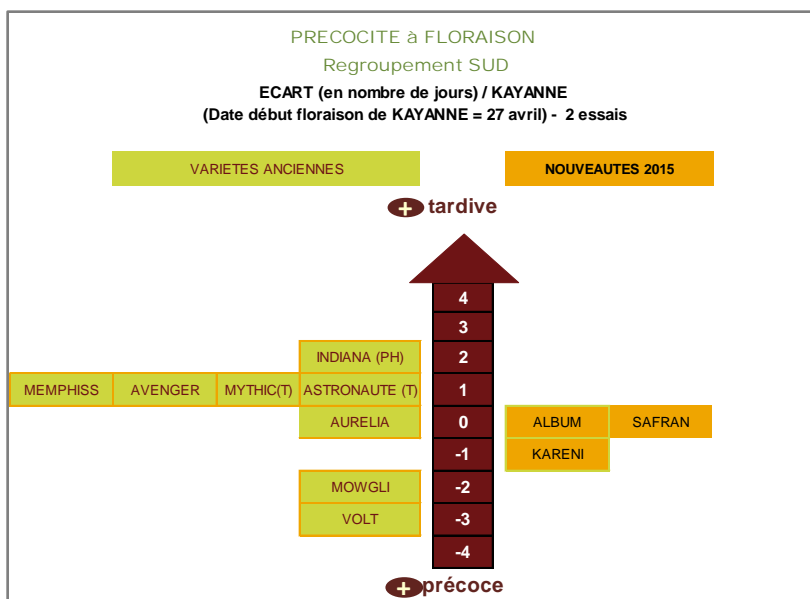 PRECOCITE à FLORAISON
Regroupement SUD
ECART (en nombre de jours) / KAYANNE
(Date début floraison de KAYANNE = 27 avril) - 2 essais
VARIETES ANCIENNES NOUVEAUTES 2015
+ tardive
4
3
INDIANA (PH) 2
MEMPHISS AVENGER MYTHIC(T) ASTRONAUTE (T) 1
AURELIA 0 ALBUM SAFRAN
-1 KARENI
MOWGLI -2
VOLT -3
-4
+ précoce